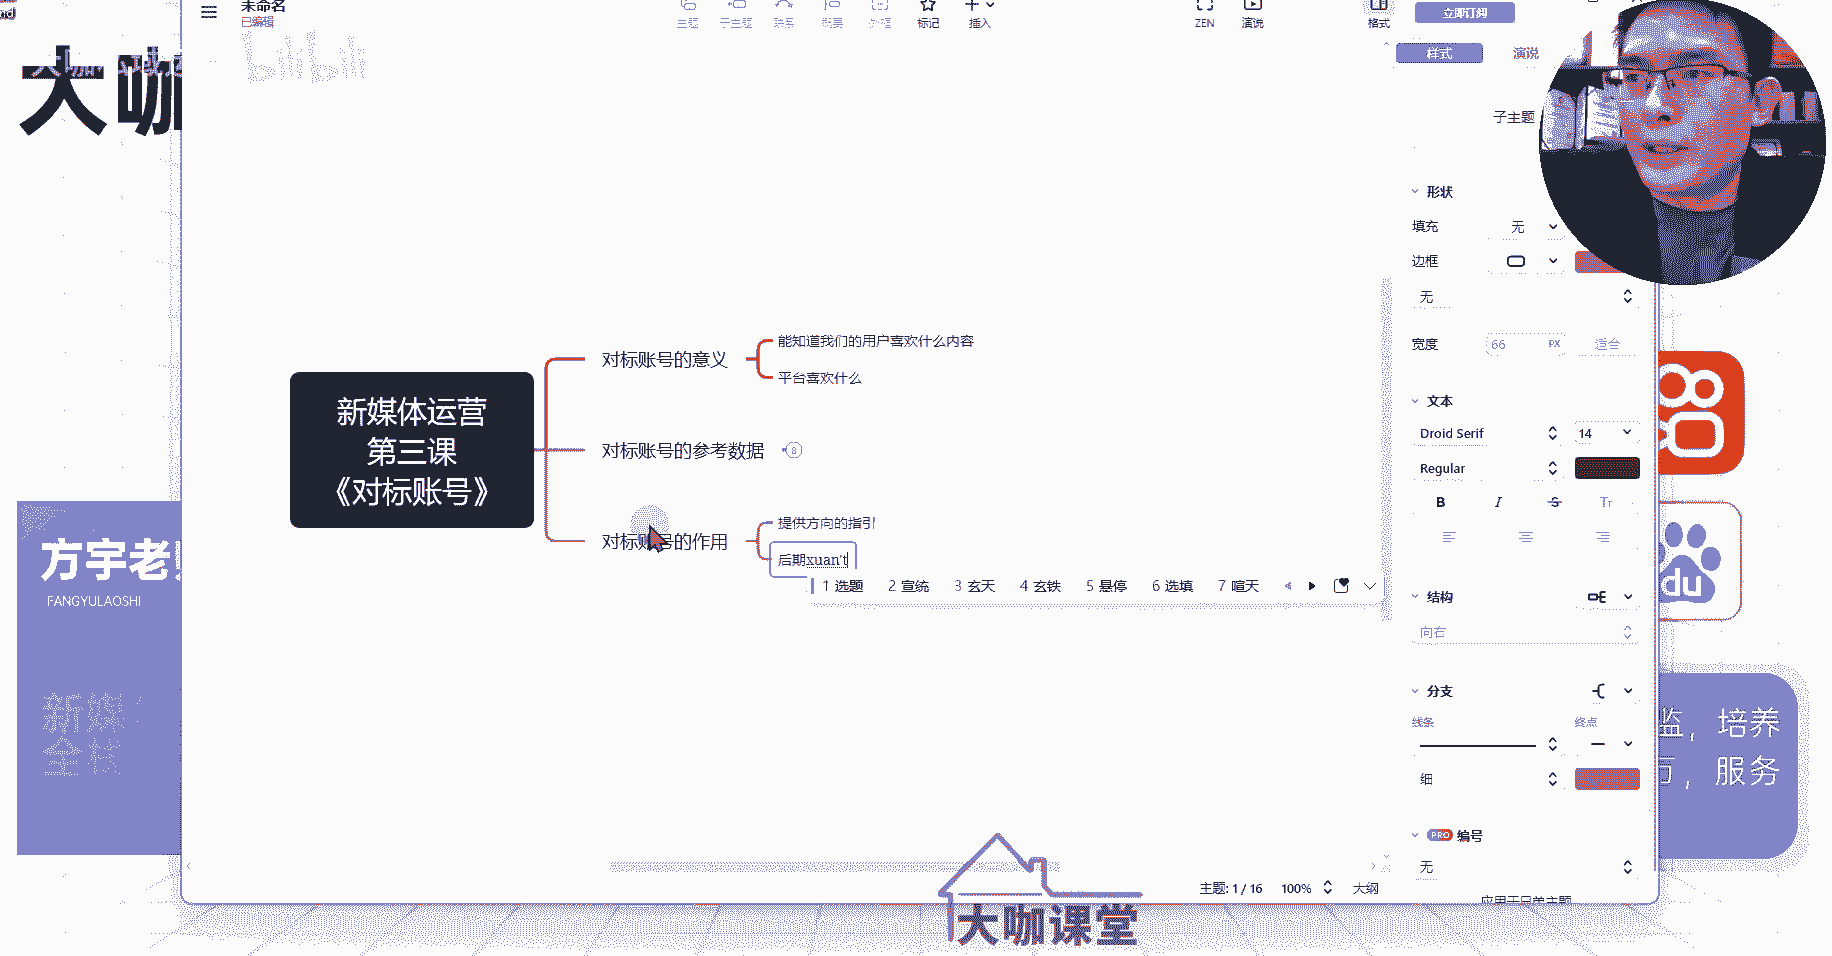 未命名
已编辑
主题
子主题
联系
概要
外框
标记
插入
ZEN
演说
格式
立即订阅
bilibili
大咖
样式
演说
子主题
形状
填充
无
边框
无
宽度
66
PX
适合
文本
Droid Serif
14
Regular
B
I
S
Tт
结构
向右
分支
线条
终点
细
PRO 编号
无
应用于兄弟主题
新媒体运营
第三课
《对标账号》
对标账号的意义
能知道我们的用户喜欢什么内容
平台喜欢什么
对标账号的参考数据
8
对标账号的作用
提供方向的指引
后期xuan't
1 选题 2 宣统 3 玄天 4 玄铁 5 悬停 6 选填 7 喧天
方宇老
FANGYULAOSHI
新媒
全栈
du
监，培养
万，服务
主题: 1 / 16
100%
大纲
大咖课堂